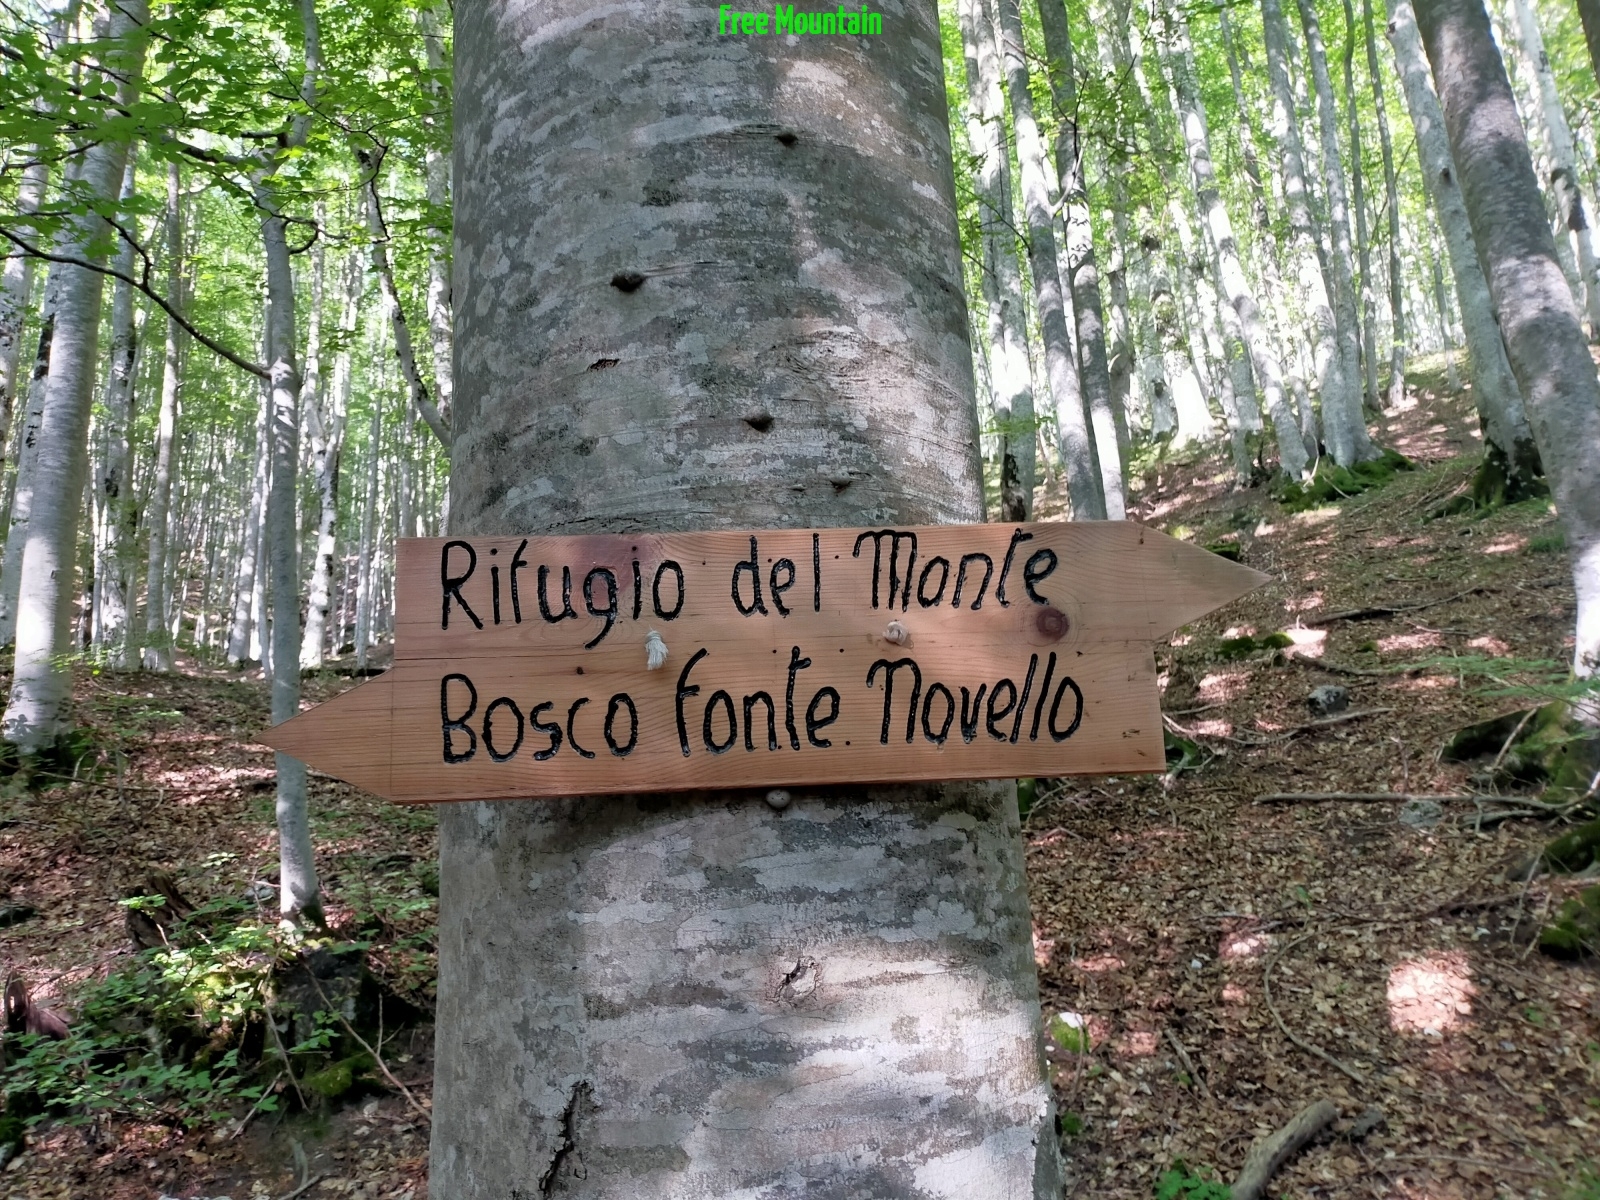 Free Mountain
Rifugio del Monte
Bosco fonte Novello